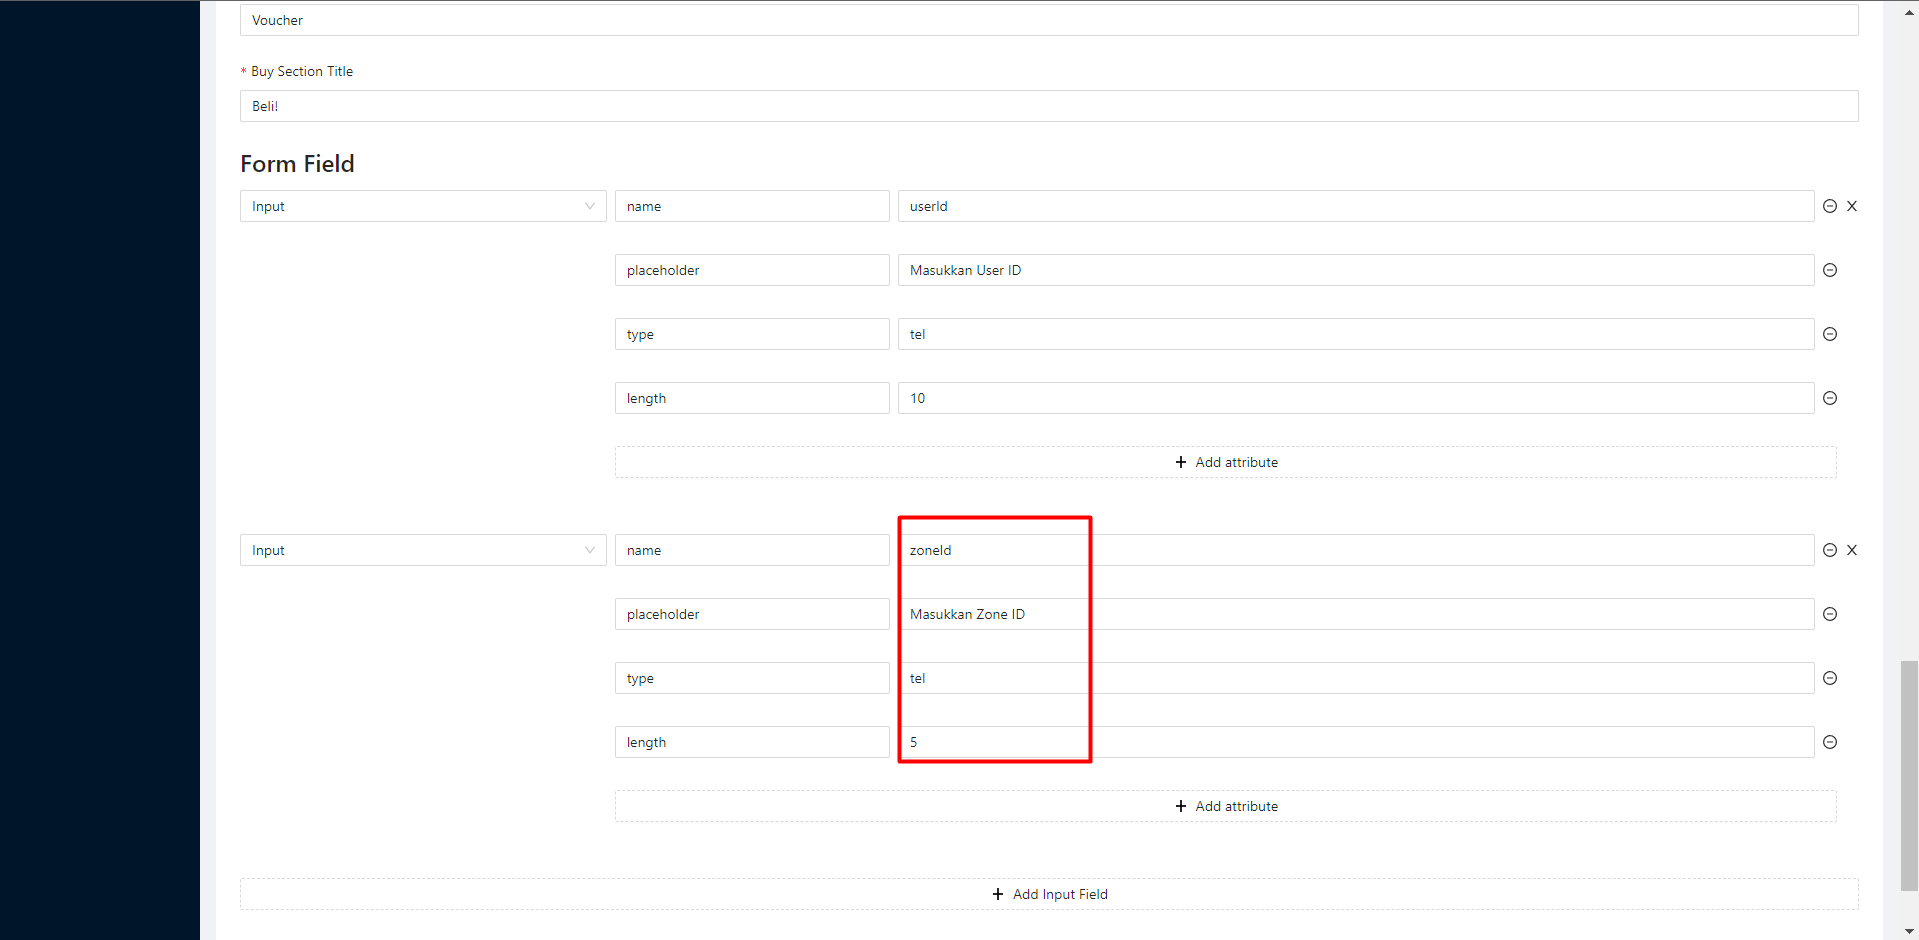 Voucher
* Buy Section Title
Beli!
Form Field
Input name userId X
placeholder Masukkan User ID
type tel
length 10
+ Add attribute
Input name zoneId X
placeholder Masukkan Zone ID
type tel
length 5
+ Add attribute
+ Add Input Field